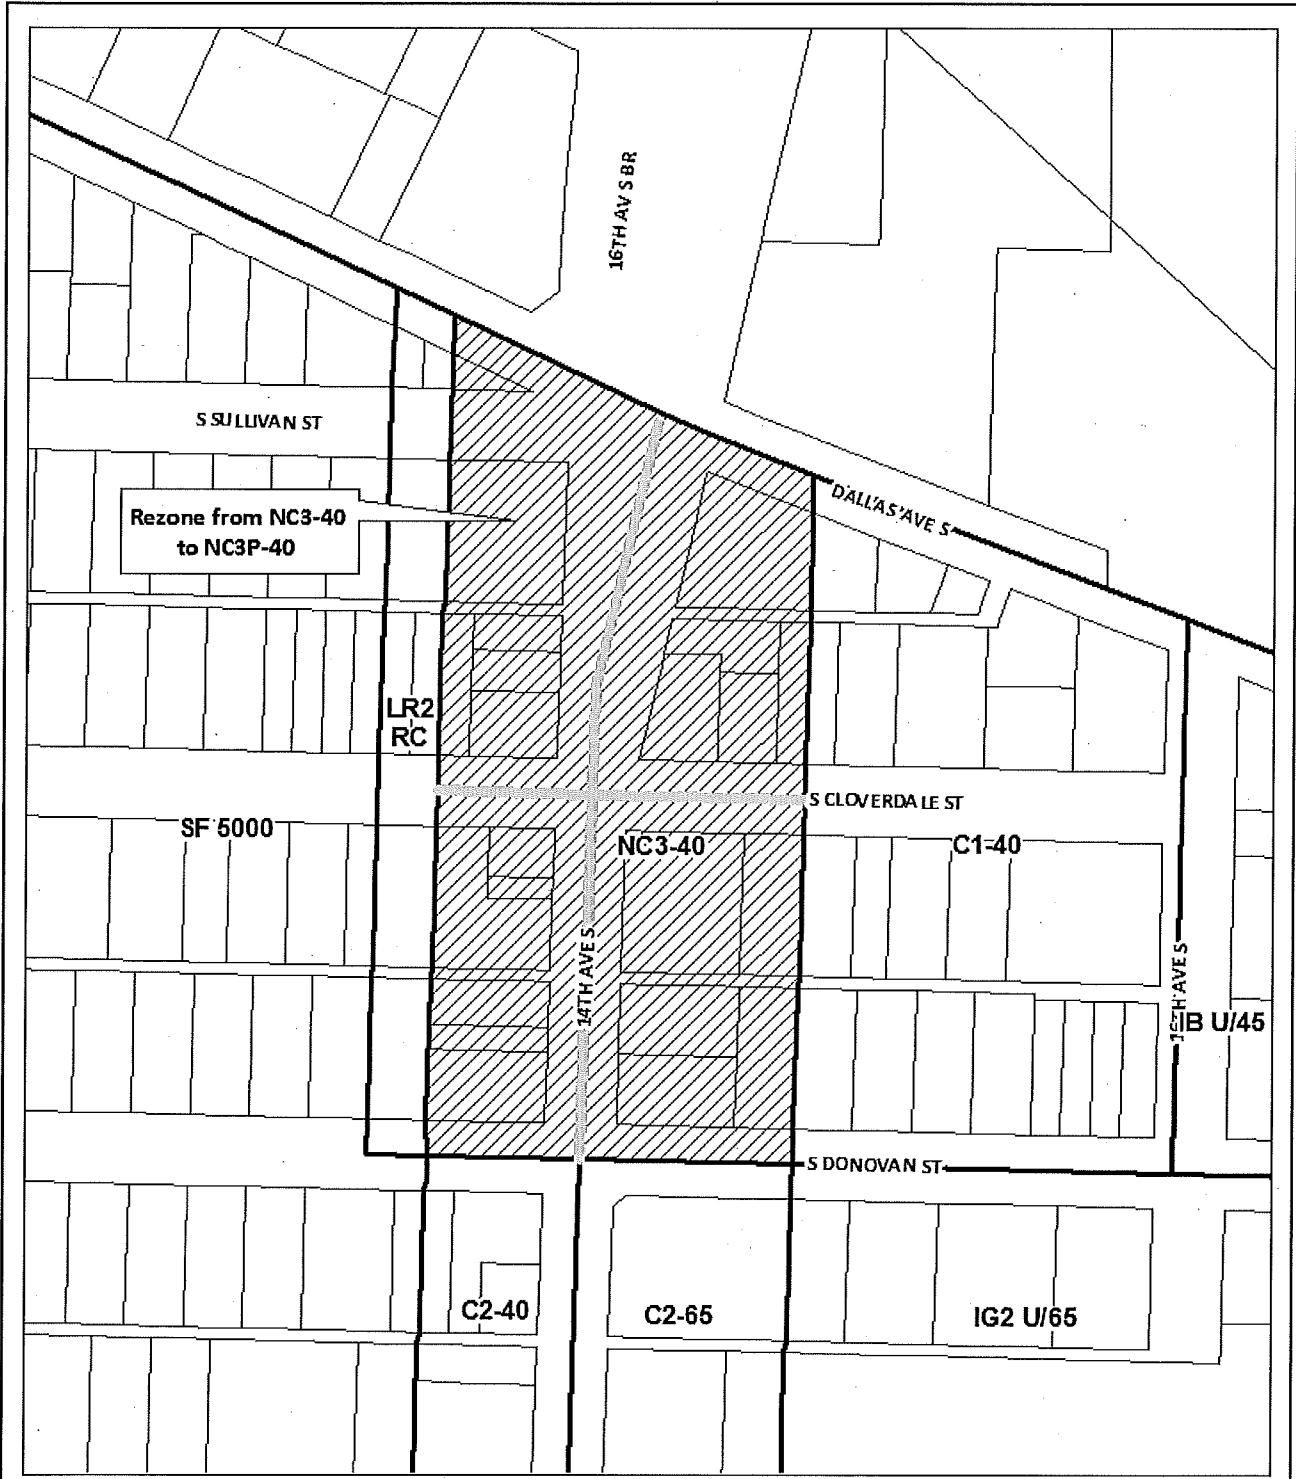 16TH AV S BR
S SULLIVAN ST
Rezone from NC3-40
to NC3P-40
DALLAS AVE S
LR2
RC
S CLOVERDALE ST
SF 5000
NC3-40
C1-40
14TH AVE S
IB U/45
S DONOVAN ST
C2-40
C2-65
IG2 U/65